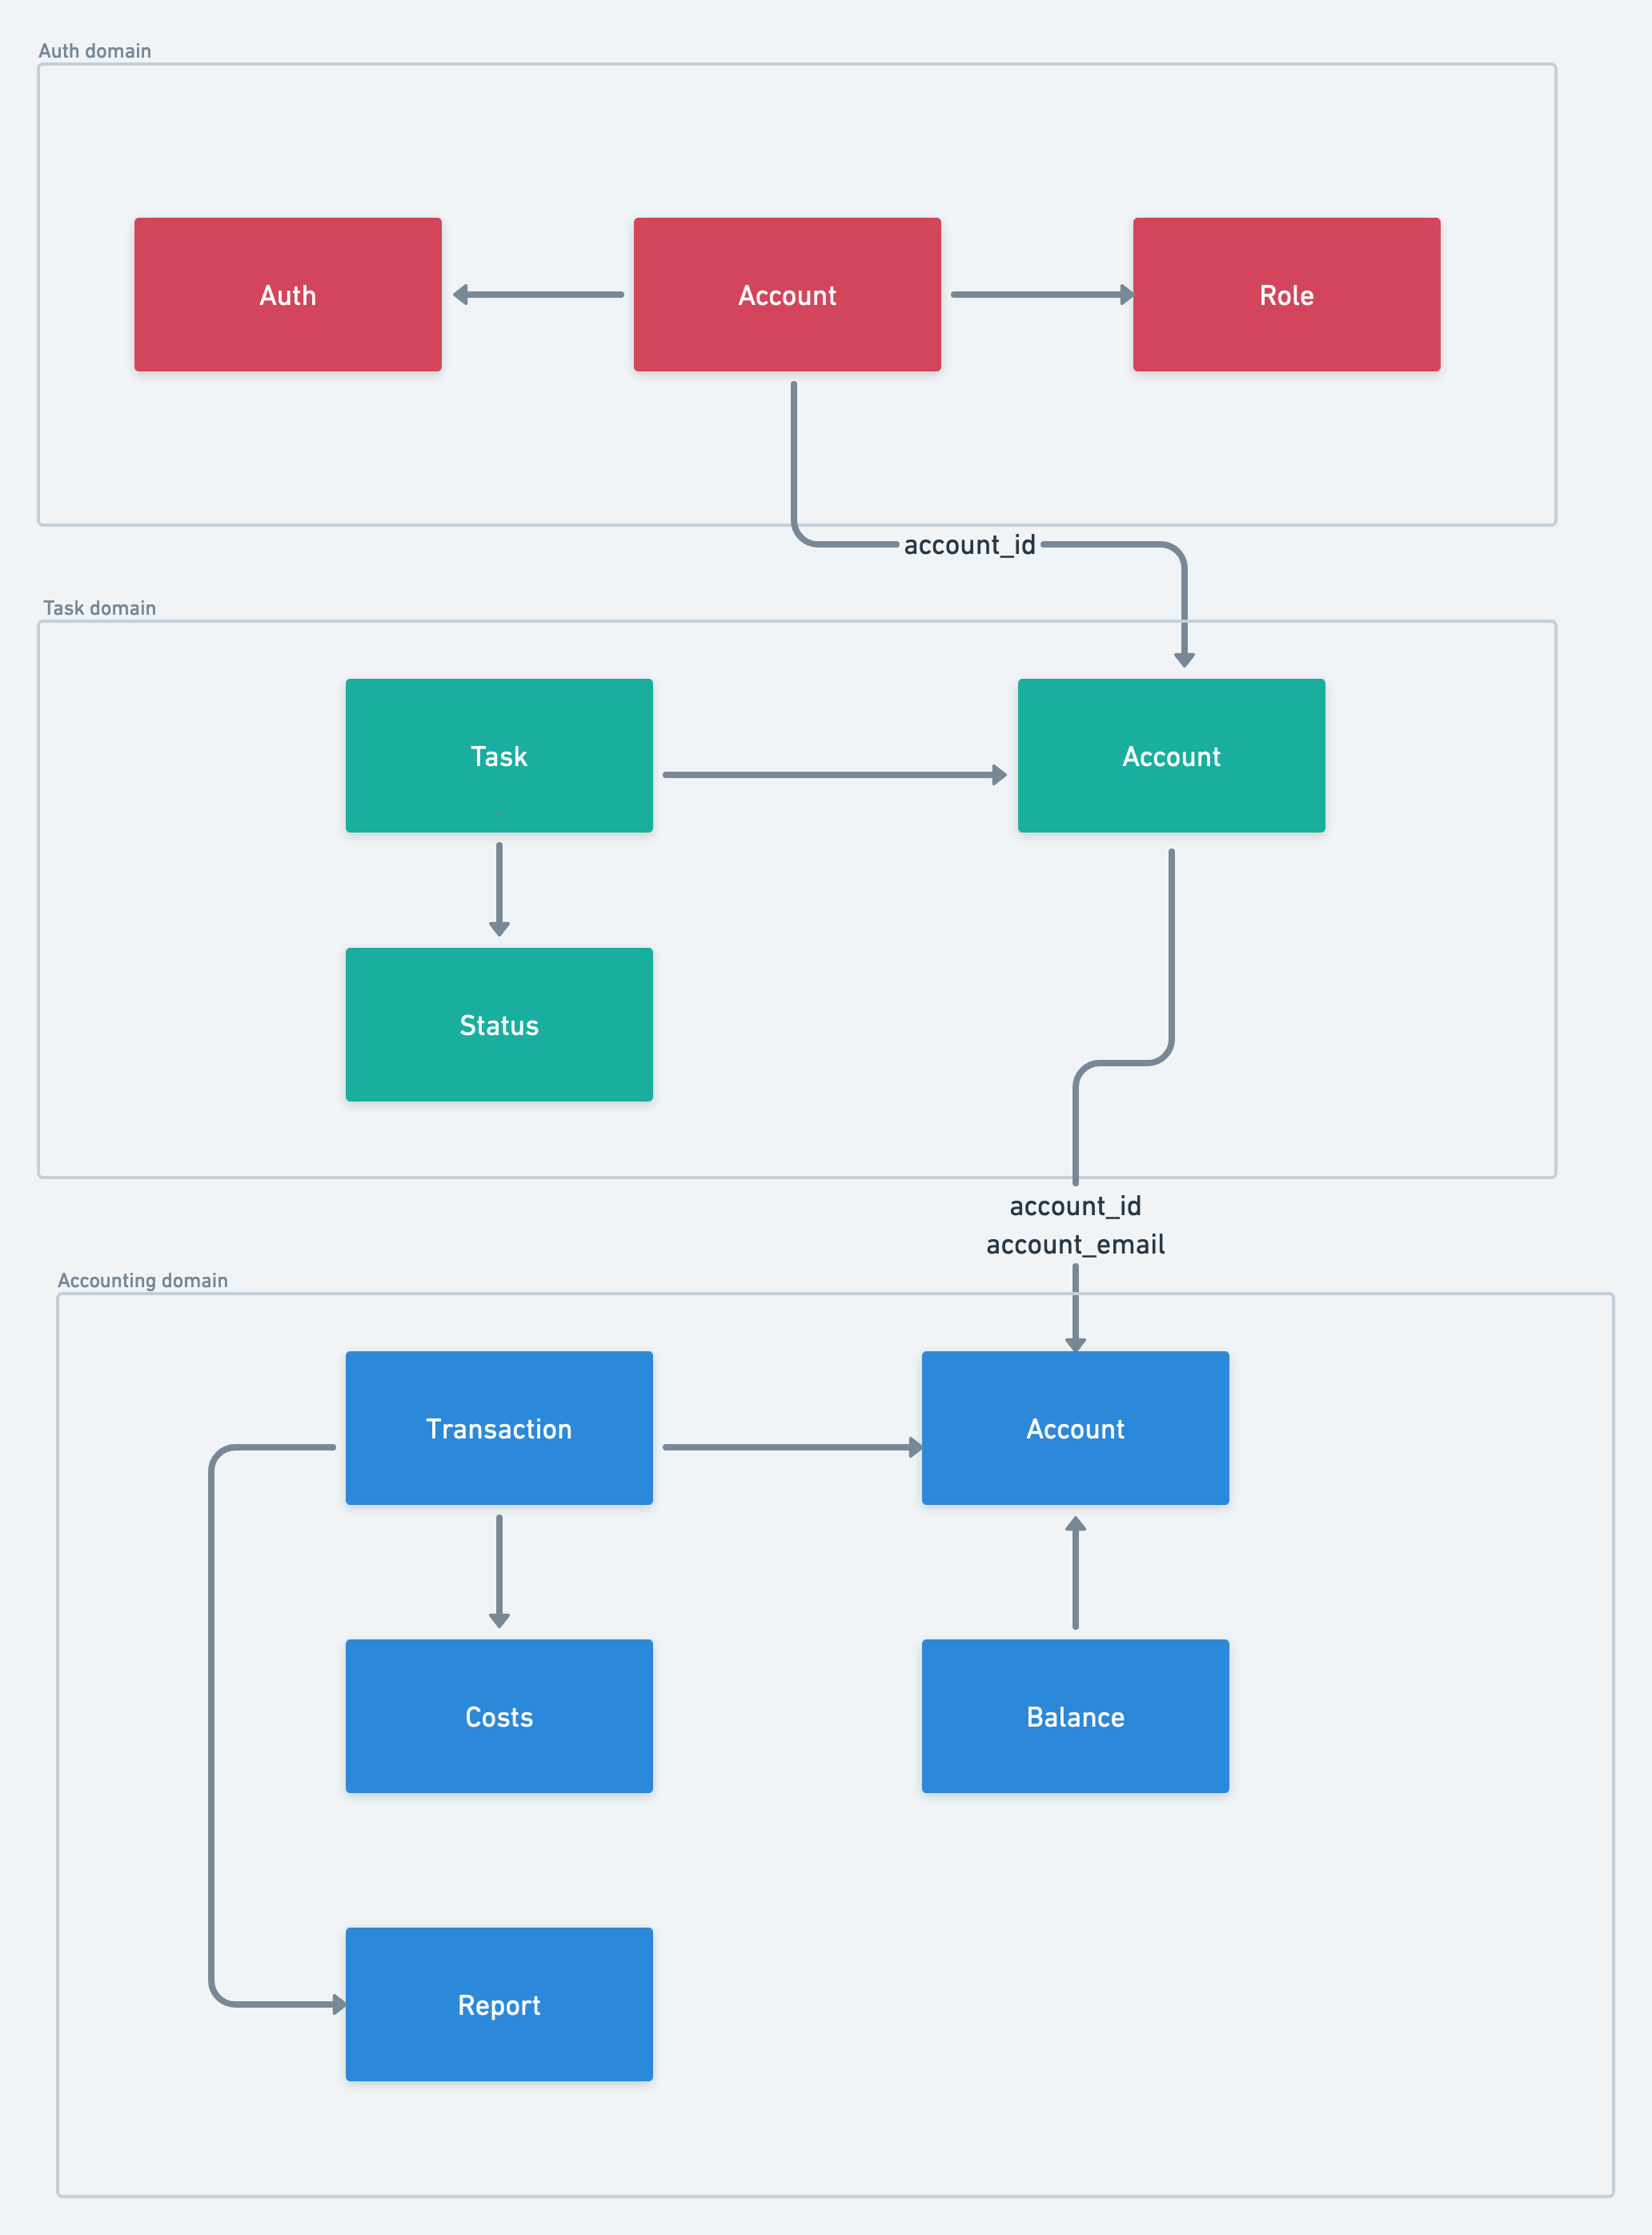 Auth domain
Auth
Account
Role
account_id
Task domain
Task
Account
Status
account_id
account_email
Accounting domain
Transaction
Account
Costs
Balance
Report